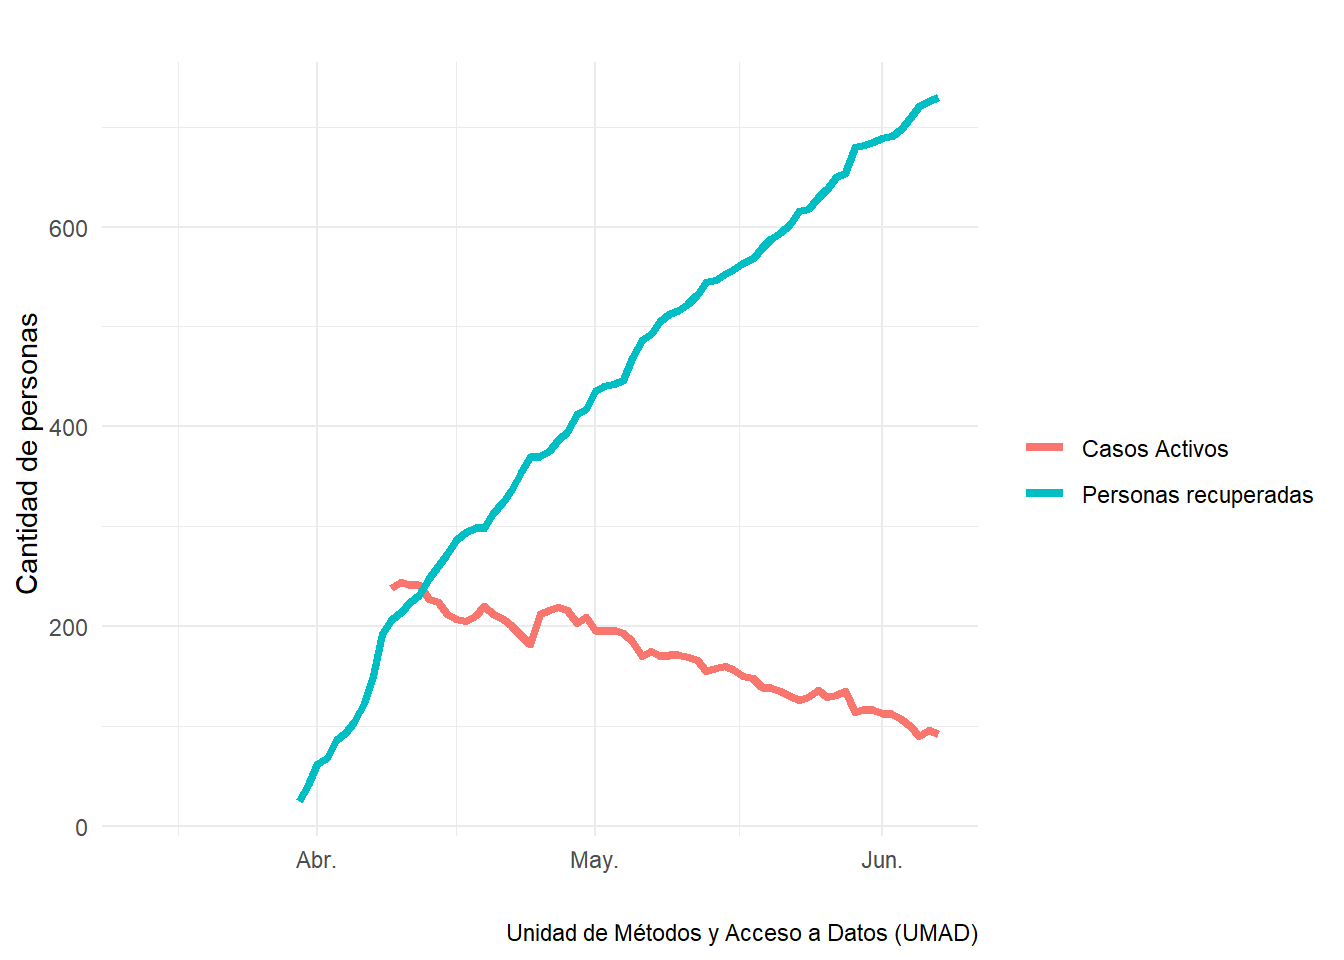 Cantidad de personas
600
400
200
0
Abr.
May.
Jun.
Casos Activos
Personas recuperadas
Unidad de Métodos y Acceso a Datos (UMAD)